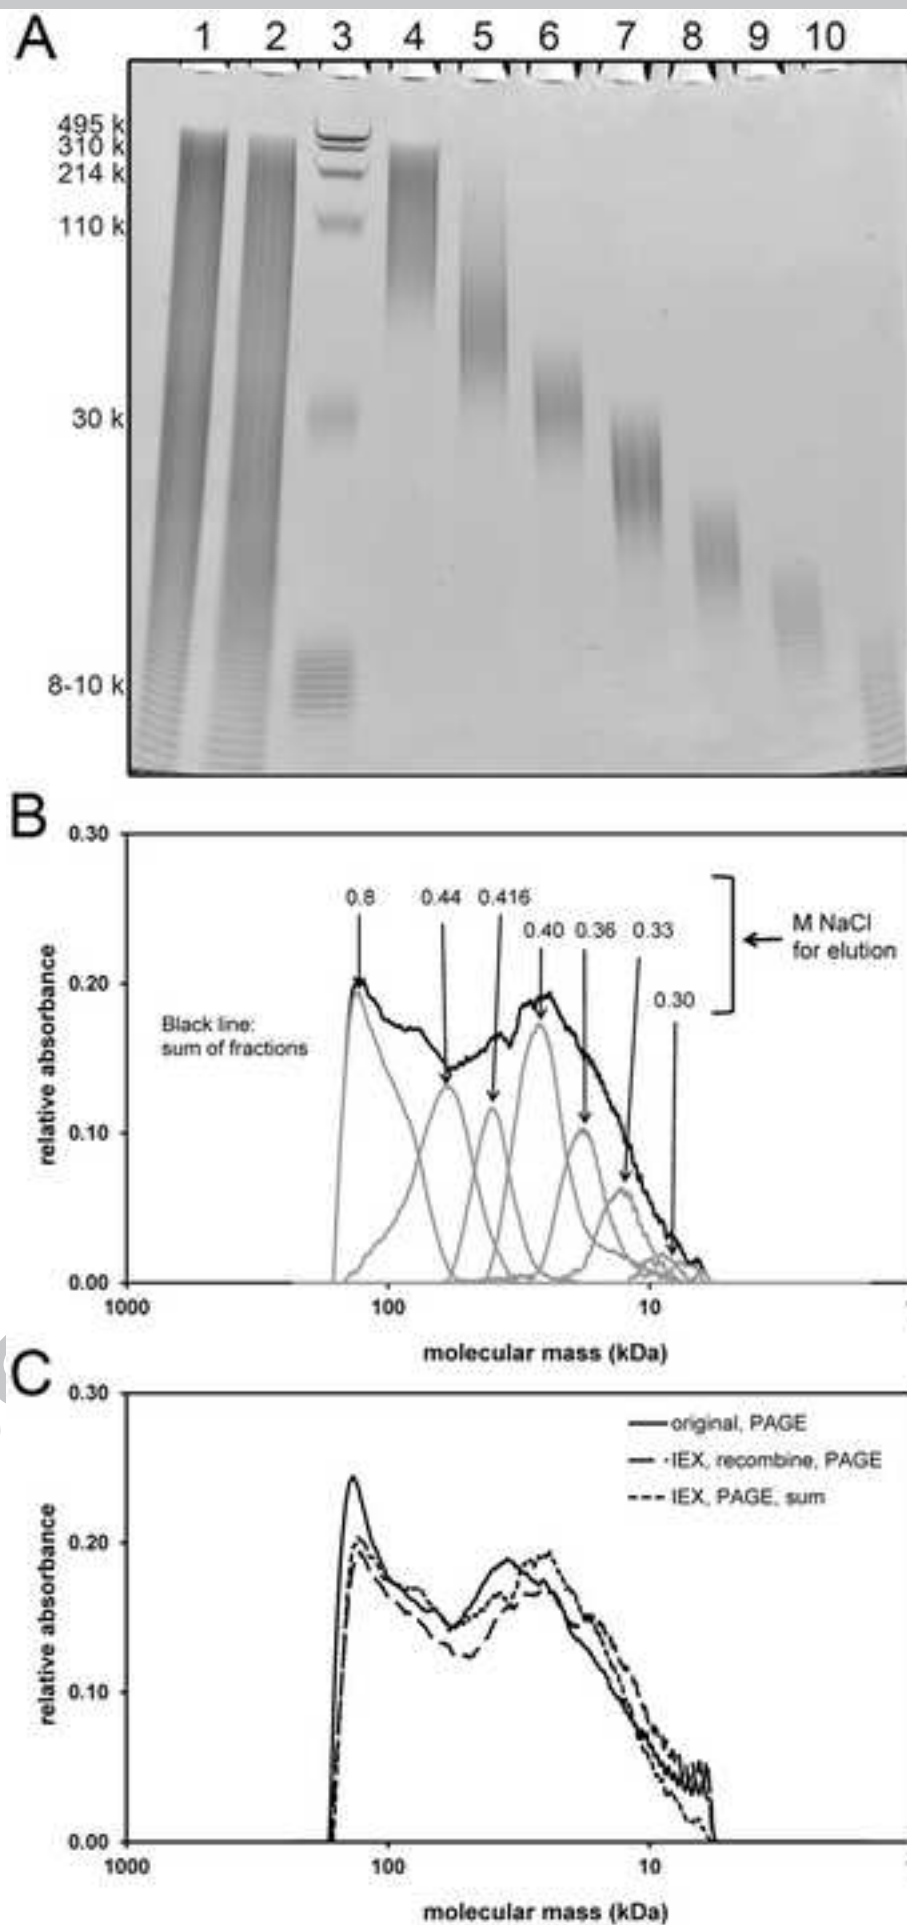 A
1 2 3 4 5 6 7 8 9 10
495 k
310 k
214 k
110 k
30 k
8-10 k
B
0.30
0.20
0.10
0.00
relative absorbance
0.8 0.44 0.416
0.40 0.36 0.33
0.30
M NaCl
for elution
Black line:
sum of fractions
1000 100 10 1
molecular mass (kDa)
C
0.30
0.20
0.10
0.00
relative absorbance
original, PAGE
IEX, recombine, PAGE
IEX, PAGE, sum
1000 100 10 1
molecular mass (kDa)